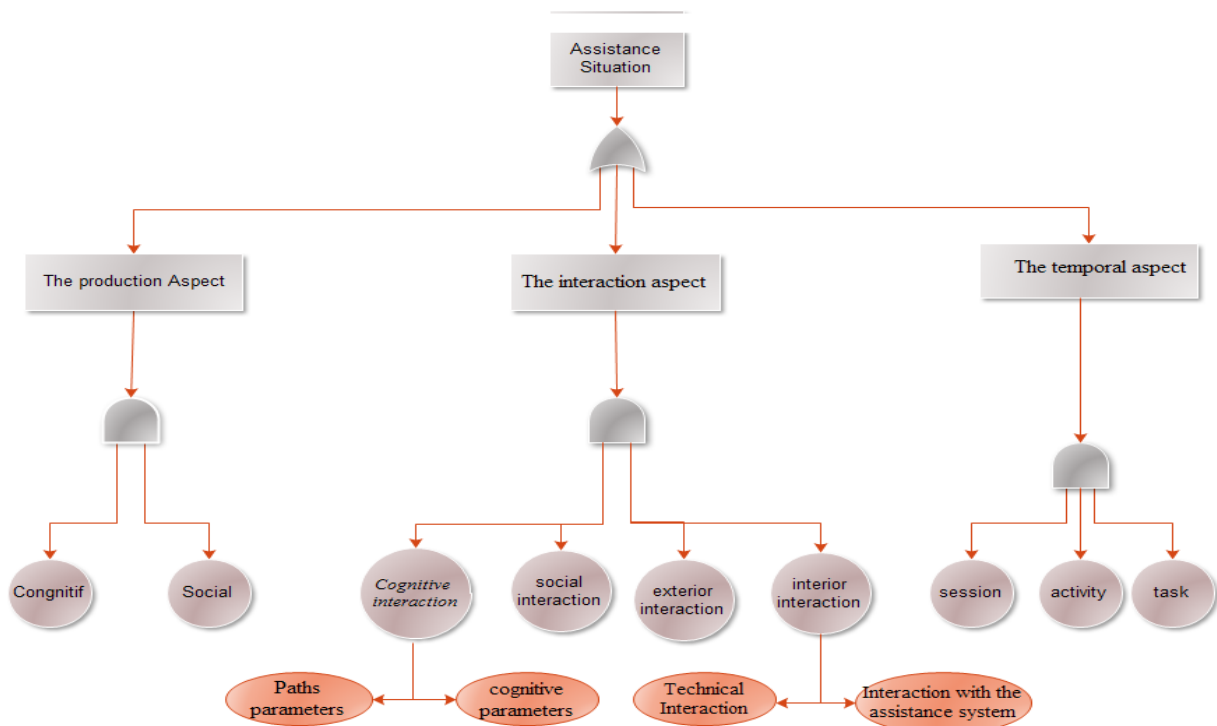 Assistance
Situation
The production Aspect
The interaction aspect
The temporal aspect
Congnitif
Social
Cognitive
interaction
social
interaction
exterior
interaction
interior
interaction
session
activity
task
Paths
parameters
cognitive
parameters
Technical
Interaction
Interaction with the
assistance system